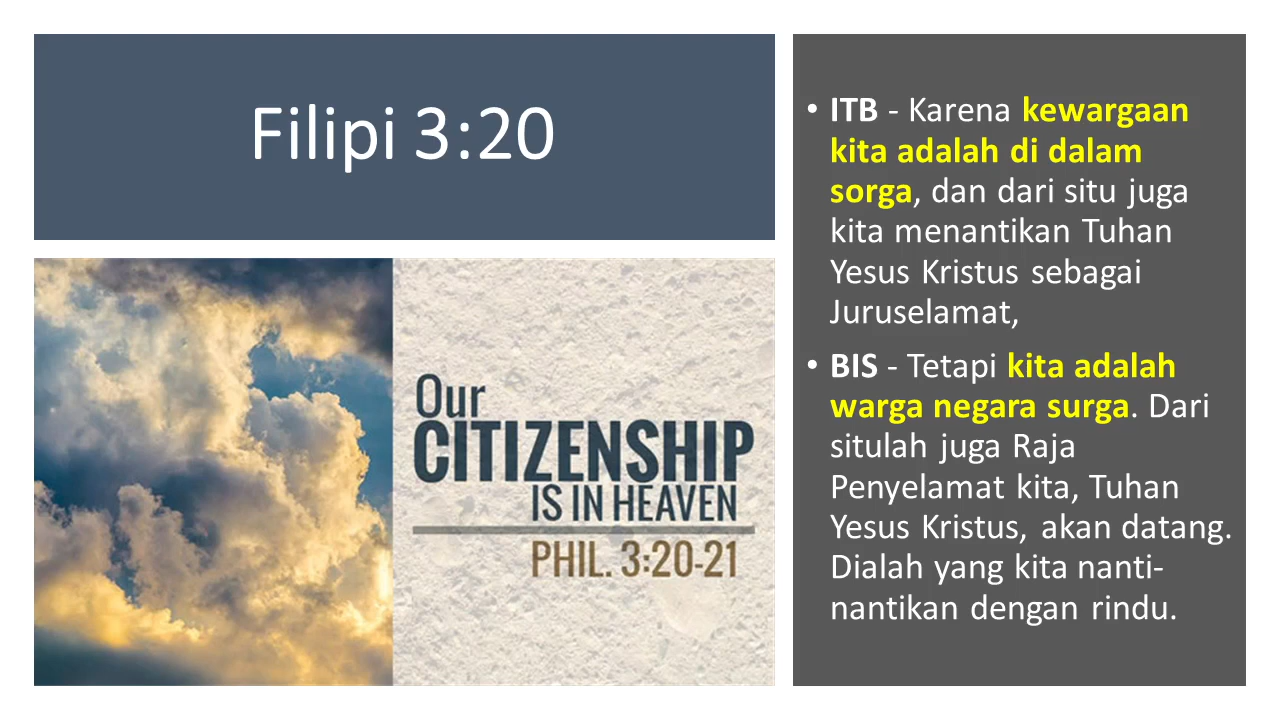 Filipi 3:20
Our
CITIZENSHIP
IS IN HEAVEN
PHIL. 3:20-21
• ITB - Karena kewargaan
kita adalah di dalam
sorga, dan dari situ juga
kita menantikan Tuhan
Yesus Kristus sebagai
Juruselamat,
• BIS - Tetapi kita adalah
warga negara surga. Dari
situlah juga Raja
Penyelamat kita, Tuhan
Yesus Kristus, akan datang.
Dialah yang kita nanti-
nantikan dengan rindu.